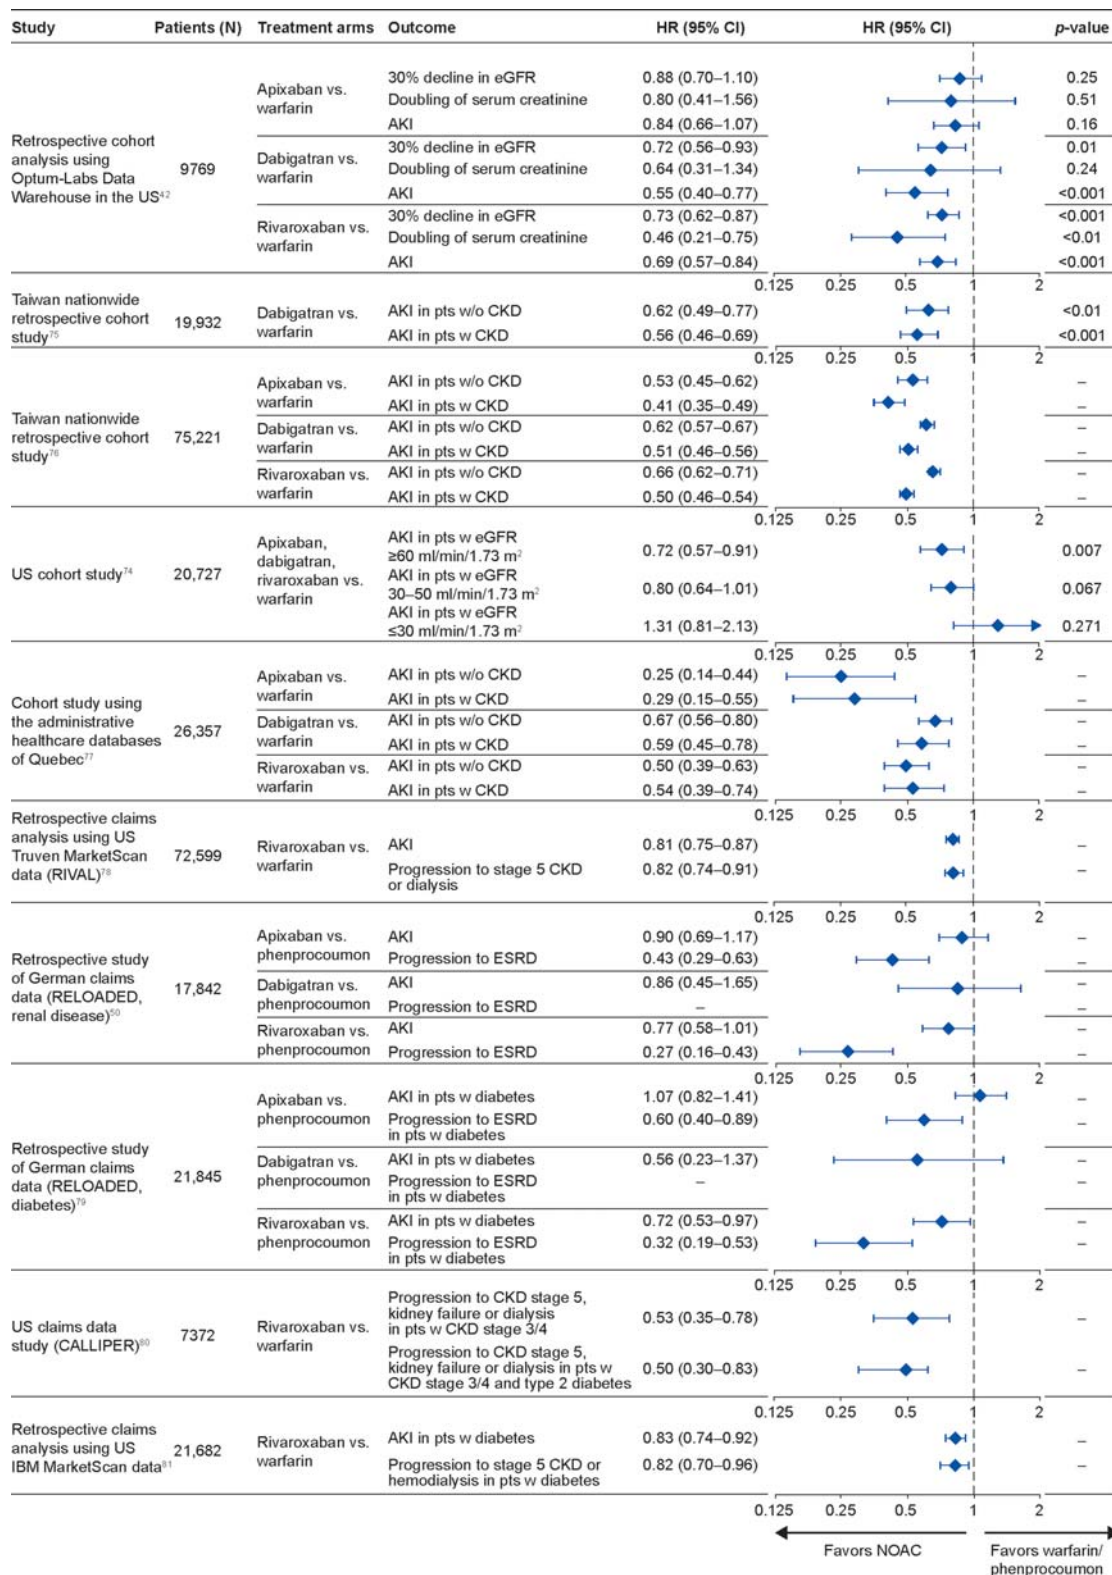 Study Patients (N) Treatment arms Outcome HR (95% CI) HR (95% CI) p-value
Retrospective cohort
analysis using
Optum-Labs Data
Warehouse in the US42
9769
Apixaban vs.
warfarin
30% decline in eGFR 0.88 (0.70–1.10) 0.25
Doubling of serum creatinine 0.80 (0.41–1.56) 0.51
AKI 0.84 (0.66–1.07) 0.16
Dabigatran vs.
warfarin
30% decline in eGFR 0.72 (0.56–0.93) 0.01
Doubling of serum creatinine 0.64 (0.31–1.34) 0.24
AKI 0.55 (0.40–0.77) <0.001
Rivaroxaban vs.
warfarin
30% decline in eGFR 0.73 (0.62–0.87) <0.001
Doubling of serum creatinine 0.46 (0.21–0.75) <0.01
AKI 0.69 (0.57–0.84) <0.001
0.125 0.25 0.5 1 2
Taiwan nationwide
retrospective cohort
study75
19,932
Dabigatran vs.
warfarin
AKI in pts w/o CKD 0.62 (0.49–0.77) <0.01
AKI in pts w CKD 0.56 (0.46–0.69) <0.001
0.125 0.25 0.5 1 2
Taiwan nationwide
retrospective cohort
study76
75,221
Apixaban vs.
warfarin
AKI in pts w/o CKD 0.53 (0.45–0.62) –
AKI in pts w CKD 0.41 (0.35–0.49) –
Dabigatran vs.
warfarin
AKI in pts w/o CKD 0.62 (0.57–0.67) –
AKI in pts w CKD 0.51 (0.46–0.56) –
Rivaroxaban vs.
warfarin
AKI in pts w/o CKD 0.66 (0.62–0.71) –
AKI in pts w CKD 0.50 (0.46–0.54) –
0.125 0.25 0.5 1 2
US cohort study74
20,727
Apixaban,
dabigatran,
rivaroxaban vs.
warfarin
AKI in pts w eGFR
≥60 ml/min/1.73 m2 0.72 (0.57–0.91) 0.007
AKI in pts w eGFR
30–50 ml/min/1.73 m2 0.80 (0.64–1.01) 0.067
AKI in pts w eGFR
≤30 ml/min/1.73 m2 1.31 (0.81–2.13) 0.271
0.125 0.25 0.5 1 2
Cohort study using
the administrative
healthcare databases
of Quebec77
26,357
Apixaban vs.
warfarin
AKI in pts w/o CKD 0.25 (0.14–0.44) –
AKI in pts w CKD 0.29 (0.15–0.55) –
Dabigatran vs.
warfarin
AKI in pts w/o CKD 0.67 (0.56–0.80) –
AKI in pts w CKD 0.59 (0.45–0.78) –
Rivaroxaban vs.
warfarin
AKI in pts w/o CKD 0.50 (0.39–0.63) –
AKI in pts w CKD 0.54 (0.39–0.74) –
0.125 0.25 0.5 1 2
Retrospective claims
analysis using US
Truven MarketScan
data (RIVAL)78
72,599
Rivaroxaban vs.
warfarin
AKI 0.81 (0.75–0.87) –
Progression to stage 5 CKD
or dialysis
0.82 (0.74–0.91) –
0.125 0.25 0.5 1 2
Retrospective study
of German claims
data (RELOADED,
renal disease)50
17,842
Apixaban vs.
phenprocoumon
AKI 0.90 (0.69–1.17) –
Progression to ESRD 0.43 (0.29–0.63) –
Dabigatran vs.
phenprocoumon
AKI 0.86 (0.45–1.65) –
Progression to ESRD – –
Rivaroxaban vs.
phenprocoumon
AKI 0.77 (0.58–1.01) –
Progression to ESRD 0.27 (0.16–0.43) –
0.125 0.25 0.5 1 2
Retrospective study
of German claims
data (RELOADED,
diabetes)79
21,845
Apixaban vs.
phenprocoumon
AKI in pts w diabetes 1.07 (0.82–1.41) –
Progression to ESRD
in pts w diabetes
0.60 (0.40–0.89) –
Dabigatran vs.
phenprocoumon
AKI in pts w diabetes 0.56 (0.23–1.37) –
Progression to ESRD
in pts w diabetes
– –
Rivaroxaban vs.
phenprocoumon
AKI in pts w diabetes 0.72 (0.53–0.97) –
Progression to ESRD
in pts w diabetes
0.32 (0.19–0.53) –
0.125 0.25 0.5 1 2
US claims data
study (CALLIPER)80
7372
Rivaroxaban vs.
warfarin
Progression to CKD stage 5,
kidney failure or dialysis
in pts w CKD stage 3/4
0.53 (0.35–0.78) –
Progression to CKD stage 5,
kidney failure or dialysis in pts w
CKD stage 3/4 and type 2 diabetes
0.50 (0.30–0.83) –
0.125 0.25 0.5 1 2
Retrospective claims
analysis using US
IBM MarketScan data81
21,682
Rivaroxaban vs.
warfarin
AKI in pts w diabetes 0.83 (0.74–0.92) –
Progression to stage 5 CKD or
hemodialysis in pts w diabetes
0.82 (0.70–0.96) –
0.125 0.25 0.5 1 2
Favors NOAC
Favors warfarin/
phenprocoumon